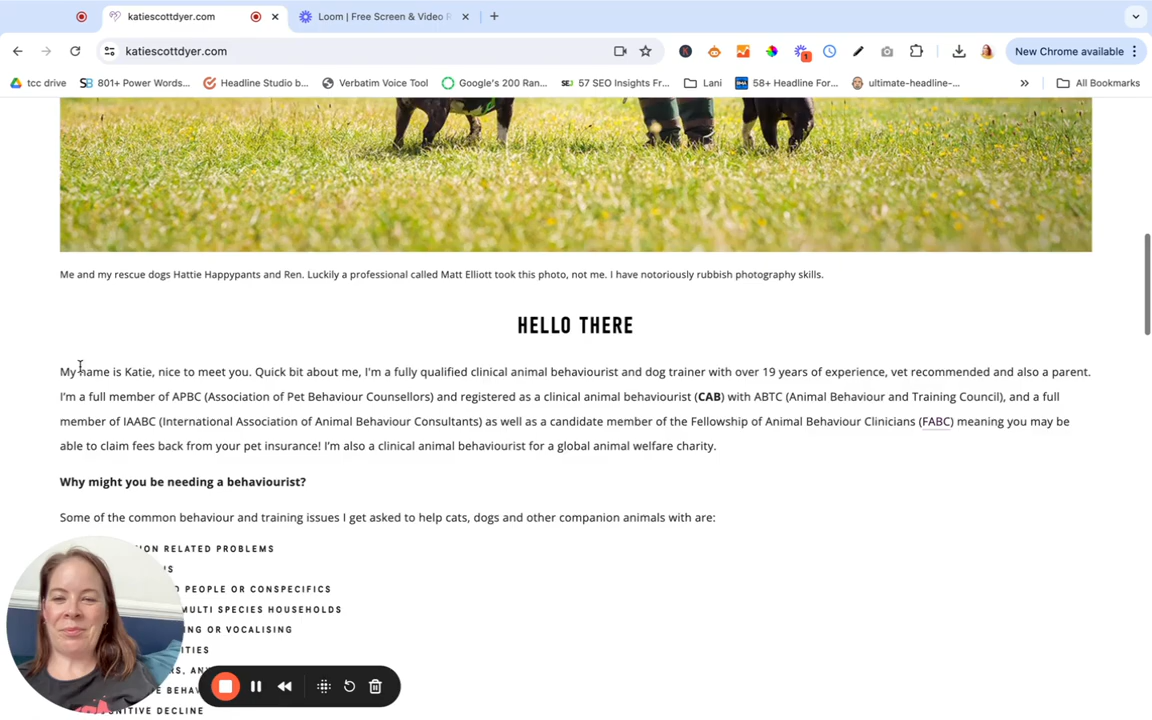 katiescottdyer.com
Loom | Free Screen & Video R
katiescottdyer.com
New Chrome available
tcc drive
801+ Power Words...
Headline Studio b...
Verbatim Voice Tool
Google's 200 Ran...
57 SEO Insights Fr...
Lani
58+ Headline For...
ultimate-headline-...
All Bookmarks
Me and my rescue dogs Hattie Happypants and Ren. Luckily a professional called Matt Elliott took this photo, not me. I have notoriously rubbish photography skills.
HELLO THERE
My name is Katie, nice to meet you. Quick bit about me, I'm a fully qualified clinical animal behaviourist and dog trainer with over 19 years of experience, vet recommended and also a parent.
I'm a full member of APBC (Association of Pet Behaviour Counsellors) and registered as a clinical animal behaviourist (CAB) with ABTC (Animal Behaviour and Training Council), and a full
member of IAABC (International Association of Animal Behaviour Consultants) as well as a candidate member of the Fellowship of Animal Behaviour Clinicians (FABC) meaning you may be
able to claim fees back from your pet insurance! I'm also a clinical animal behaviourist for a global animal welfare charity.
Why might you be needing a behaviourist?
Some of the common behaviour and training issues I get asked to help cats, dogs and other companion animals with are:
ION RELATED PROBLEMS
PEOPLE OR CONSPECIFICS
MULTI SPECIES HOUSEHOLDS
ING OR VOCALISING
ITIES
DECLINE